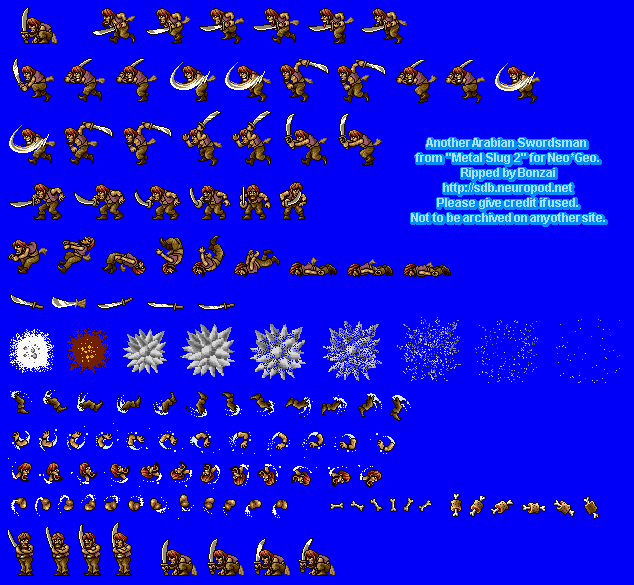 Another Arabian Swordsman
from "Metal Slug 2" for Neo*Geo.
Ripped by Bonzai
http://sdb.neuropod.net
Please give credit if used.
Not to be archived on any other site.